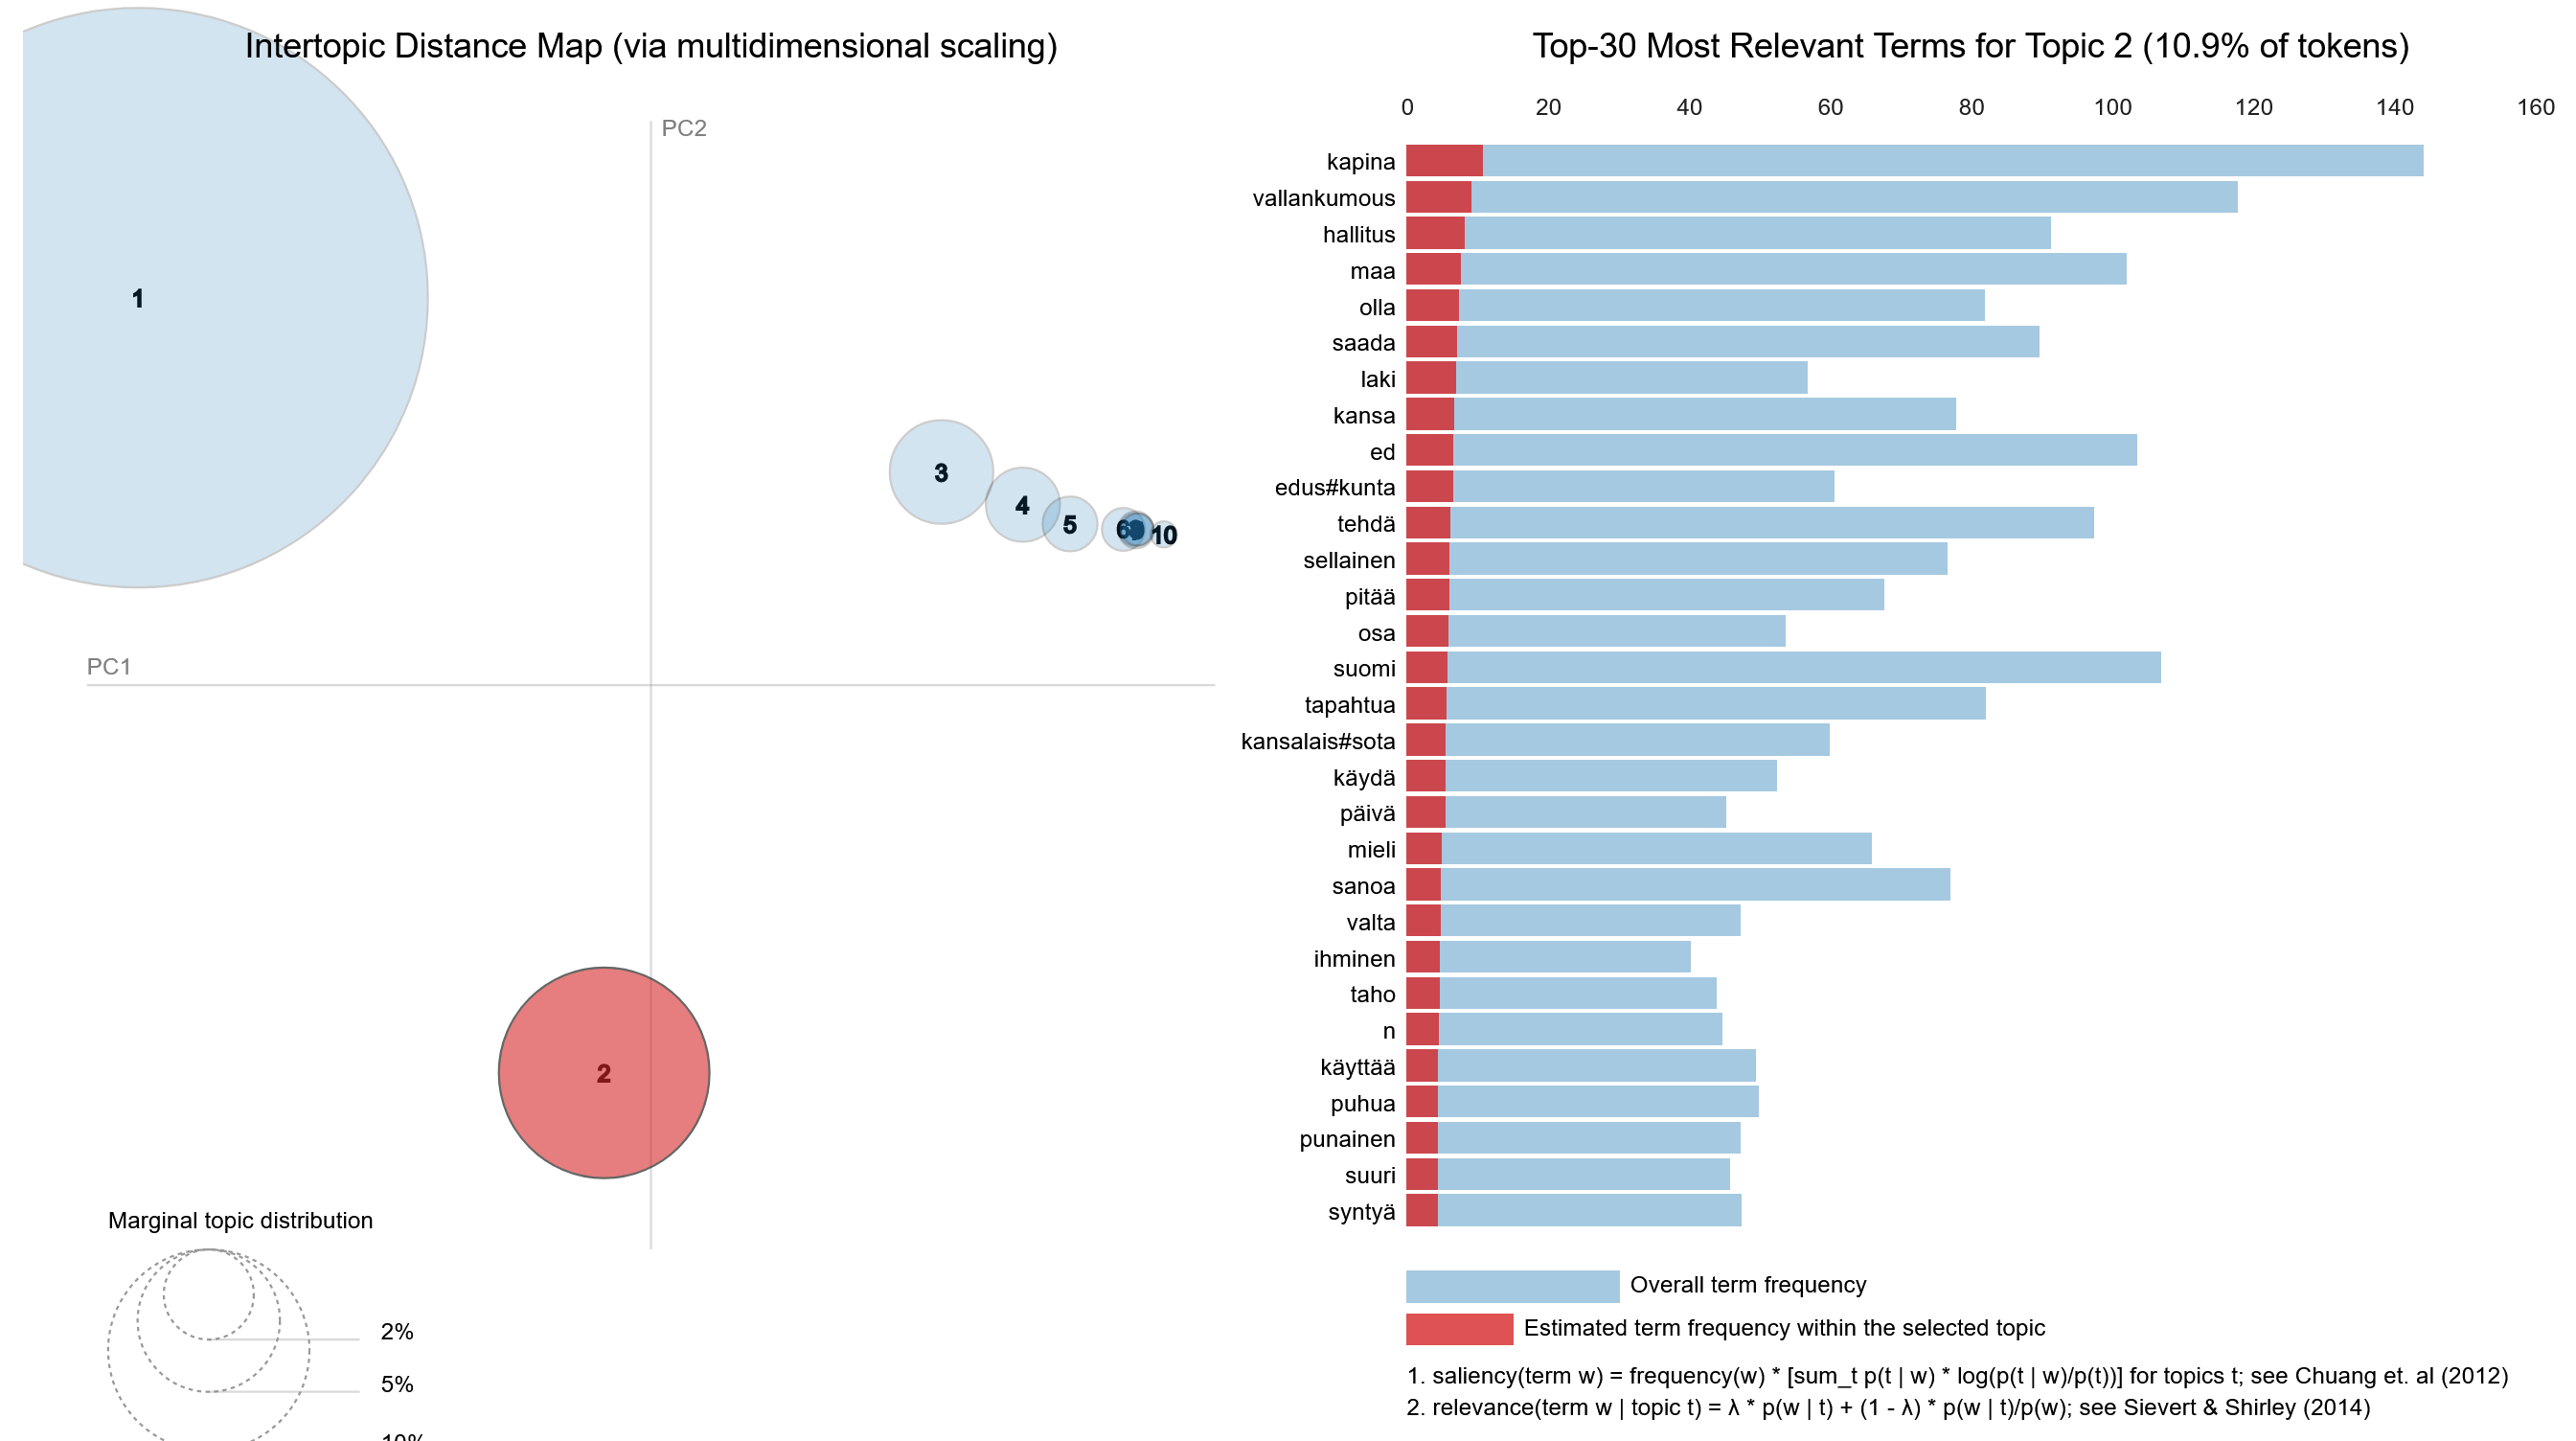 Intertopic Distance Map (via multidimensional scaling)
PC2
PC1
1
2
3
4
5
6
9
10
Marginal topic distribution
2%
5%
10%
Top-30 Most Relevant Terms for Topic 2 (10.9% of tokens)
0 20 40 60 80 100 120 140 160
kapina
vallankumous
hallitus
maa
olla
saada
laki
kansa
ed
edus#kunta
tehdä
sellainen
pitää
osa
suomi
tapahtua
kansalais#sota
käydä
päivä
mieli
sanoa
valta
ihminen
taho
n
käyttää
puhua
punainen
suuri
syntyä
Overall term frequency
Estimated term frequency within the selected topic
1. saliency(term w) = frequency(w) * [sum_t p(t | w) * log(p(t | w)/p(t))] for topics t; see Chuang et. al (2012)
2. relevance(term w | topic t) = λ * p(w | t) + (1 - λ) * p(w | t)/p(w); see Sievert & Shirley (2014)